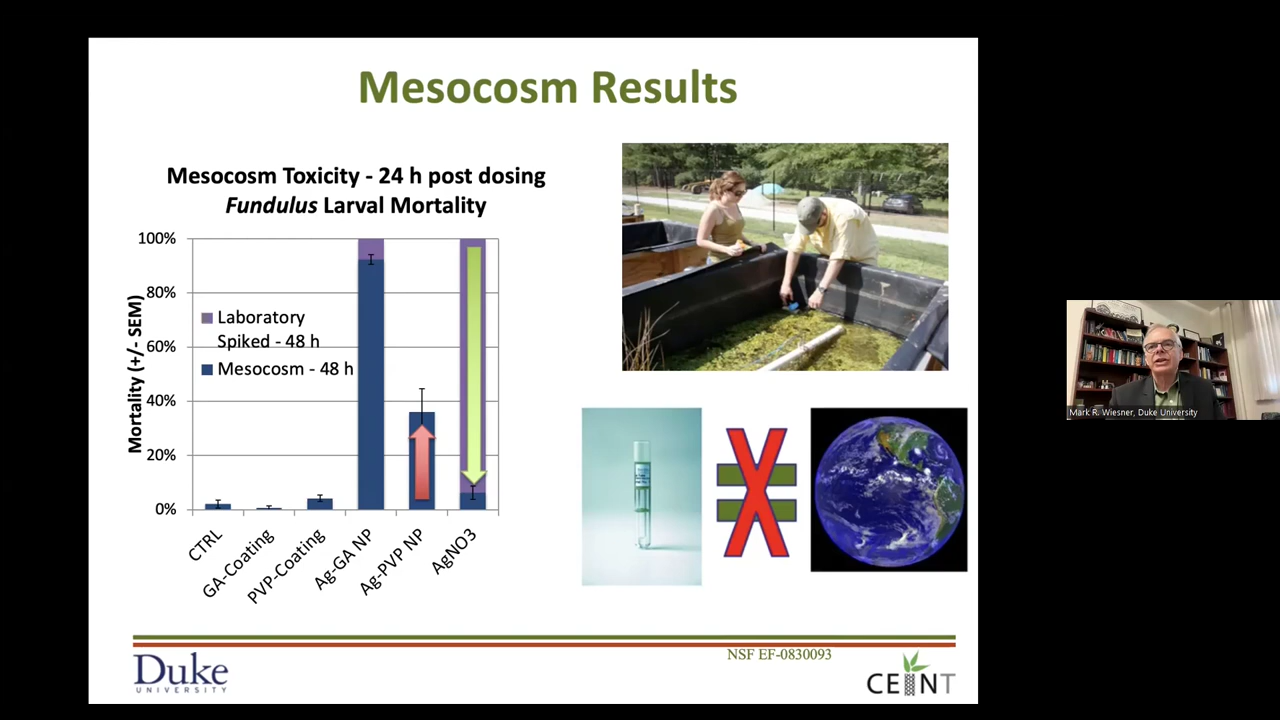 Mesocosm Results
Mesocosm Toxicity - 24 h post dosing
Fundulus Larval Mortality
Mortality (+/- SEM)
100%
80%
60%
40%
20%
0%
Laboratory
Spiked - 48 h
Mesocosm - 48 h
CTRL
GA-Coating
PVP-Coating
Ag-GA NP
Ag-PVP NP
AgNO3
NSF EF-0830093
Duke
UNIVERSITY
CEINT
Mark R. Wiesner, Duke University